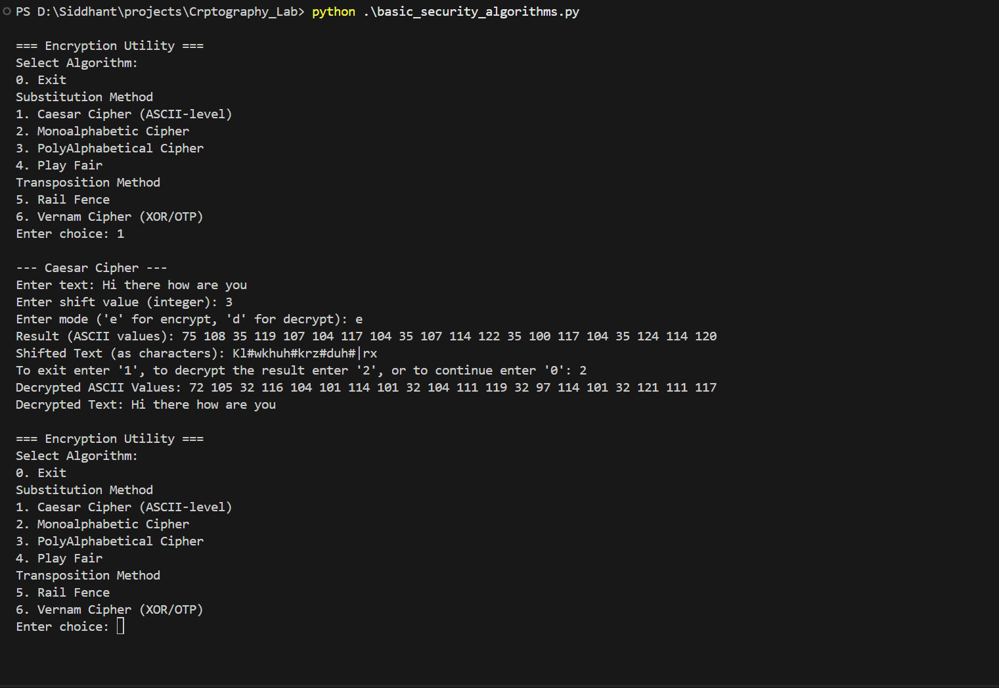 PS D:\Siddhant\projects\Crptography_Lab> python .\basic_security_algorithms.py
=== Encryption Utility ===
Select Algorithm:
0. Exit
Substitution Method
1. Caesar Cipher (ASCII-level)
2. Monoalphabetic Cipher
3. PolyAlphabetical Cipher
4. Play Fair
Transposition Method
5. Rail Fence
6. Vernam Cipher (XOR/OTP)
Enter choice: 1
--- Caesar Cipher ---
Enter text: Hi there how are you
Enter shift value (integer): 3
Enter mode ('e' for encrypt, 'd' for decrypt): e
Result (ASCII values): 75 108 35 119 107 104 117 104 35 107 114 122 35 100 117 104 35 124 114 120
Shifted Text (as characters): Kl#wkhuh#krz#duh#|rx
To exit enter '1', to decrypt the result enter '2', or to continue enter '0': 2
Decrypted ASCII Values: 72 105 32 116 104 101 114 101 32 104 111 119 32 97 114 101 32 121 111 117
Decrypted Text: Hi there how are you
=== Encryption Utility ===
Select Algorithm:
0. Exit
Substitution Method
1. Caesar Cipher (ASCII-level)
2. Monoalphabetic Cipher
3. PolyAlphabetical Cipher
4. Play Fair
Transposition Method
5. Rail Fence
6. Vernam Cipher (XOR/OTP)
Enter choice: